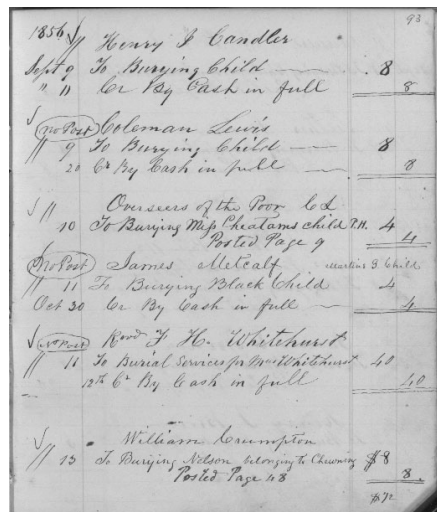 93
1856 // Henry J Candler
Sept 9 To Burying Child 8
" 11 Cr By Cash in full 8
No Post Coleman Lewis
// 9 To Burying Child 8
20 Cr By Cash in full 8
// Overseers of the Poor
10 To Burying Miss Cheatams child P.H. 4
Posted Page 9 4
No Post James Metcalf Martins S. Child
// 11 To Burying Black Child 4
Oct 30 Cr By Cash in full 4
No Post F. H. Whitehurst
// 11 To Burial Services for Mrs Whitehurst 40
12th Cr By Cash in full 40
William Crumpton
// 13 To Burying Nelson belonging to Chewning $8
Posted Page 48 8
$72